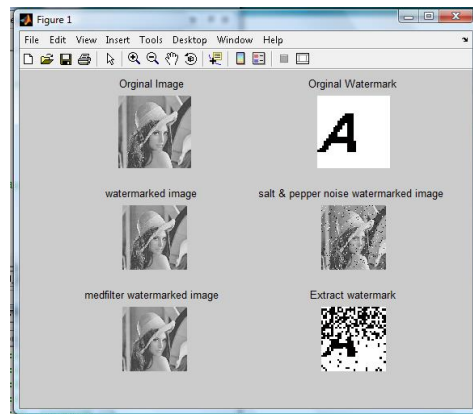 Figure 1
File Edit View Insert Tools Desktop Window Help
Orginal Image
Orginal Watermark
A
watermarked image
salt & pepper noise watermarked image
medfilter watermarked image
Extract watermark
A